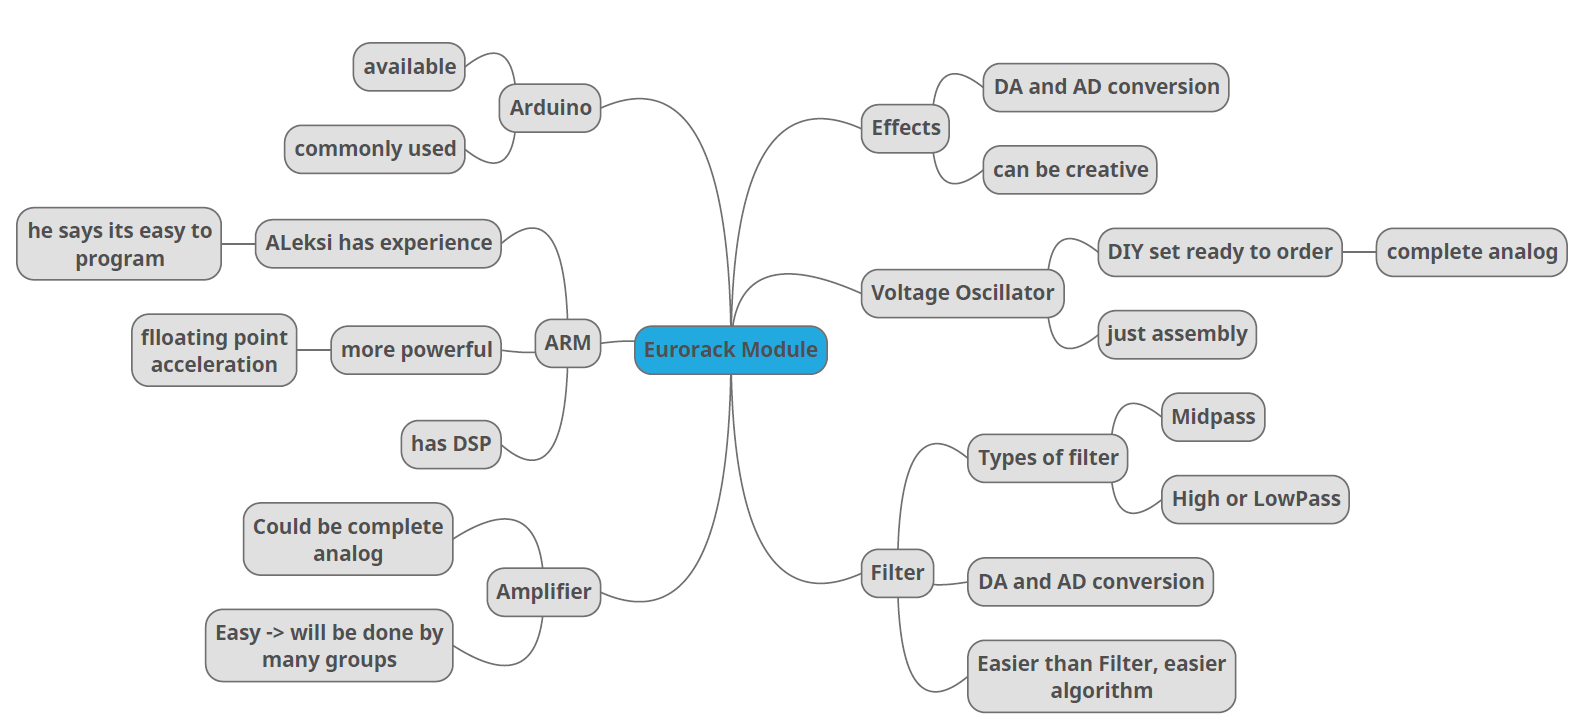 available
Arduino
commonly used
he says its easy to
program
ALeksi has experience
flloating point
acceleration
more powerful
ARM
has DSP
Could be complete
analog
Amplifier
Easy -> will be done by
many groups
Eurorack Module
DA and AD conversion
Effects
can be creative
DIY set ready to order
complete analog
Voltage Oscillator
just assembly
Midpass
Types of filter
High or LowPass
Filter
DA and AD conversion
Easier than Filter, easier
algorithm